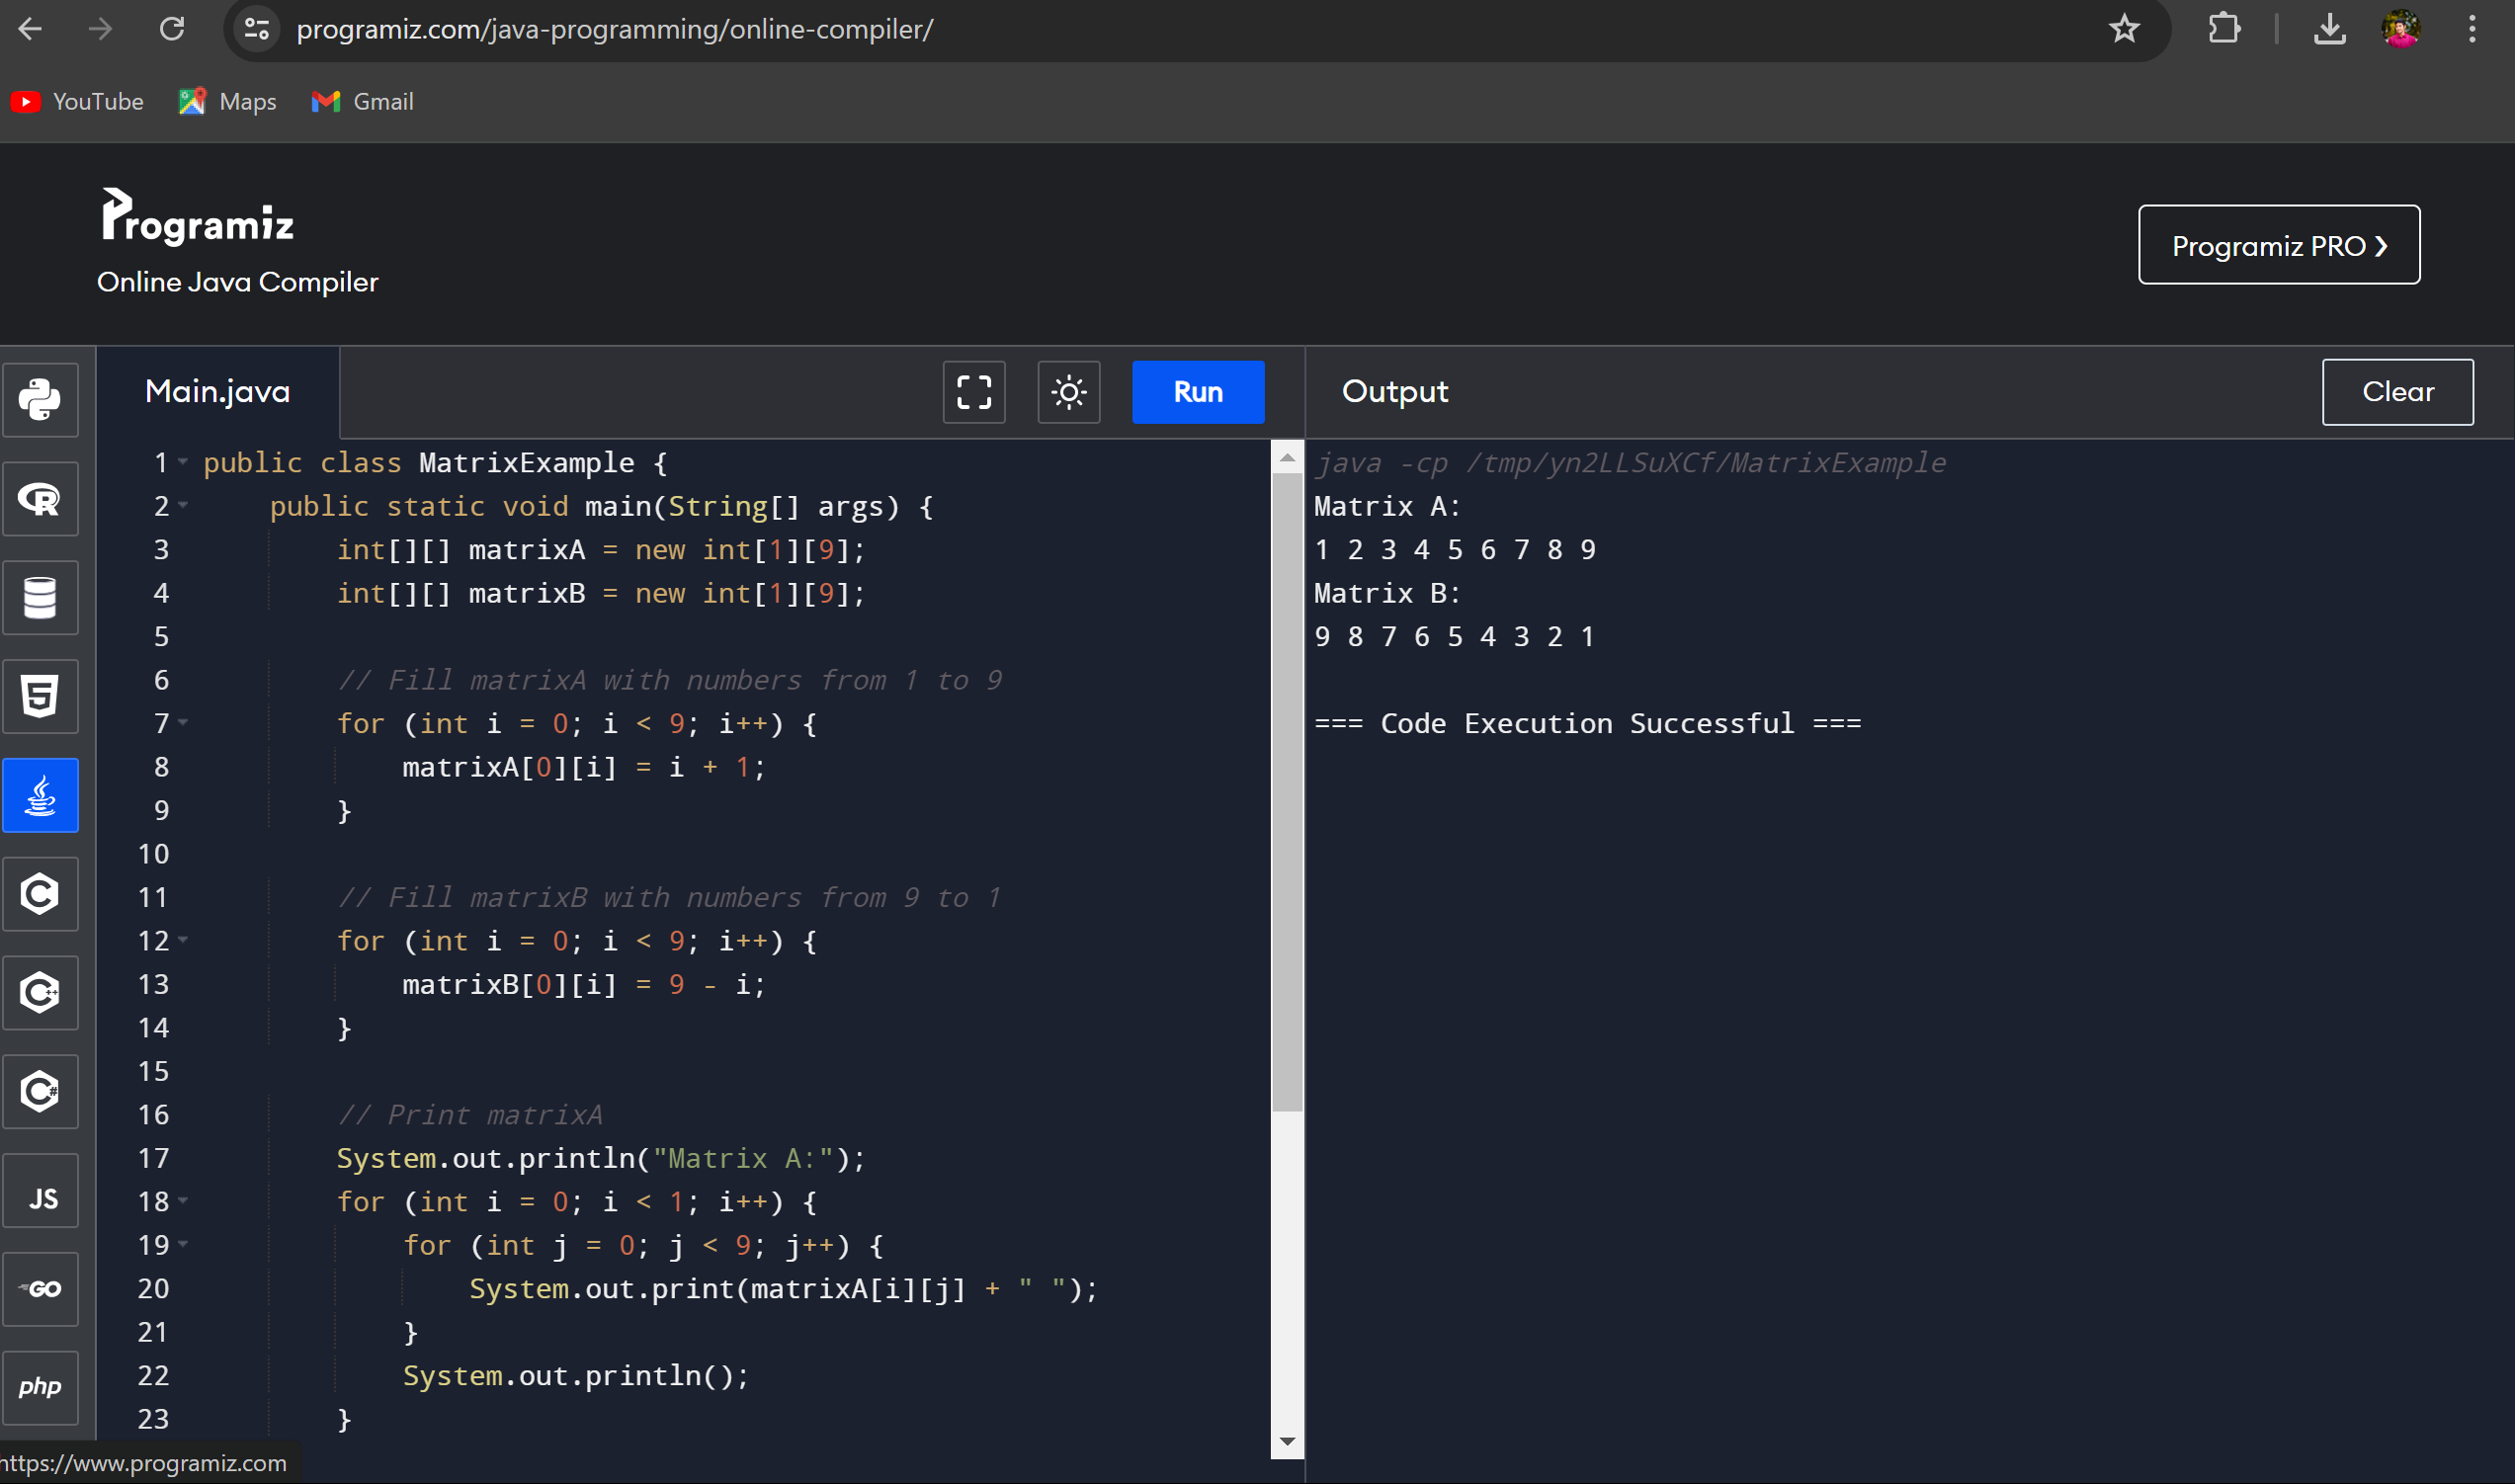 programiz.com/java-programming/online-compiler/
YouTube Maps Gmail
Programiz
Online Java Compiler
Programiz PRO ❯
Main.java
Run
Output
Clear
1 public class MatrixExample {
2     public static void main(String[] args) {
3         int[][] matrixA = new int[1][9];
4         int[][] matrixB = new int[1][9];
5
6         // Fill matrixA with numbers from 1 to 9
7         for (int i = 0; i < 9; i++) {
8             matrixA[0][i] = i + 1;
9         }
10
11         // Fill matrixB with numbers from 9 to 1
12         for (int i = 0; i < 9; i++) {
13             matrixB[0][i] = 9 - i;
14         }
15
16         // Print matrixA
17         System.out.println("Matrix A:");
18         for (int i = 0; i < 1; i++) {
19             for (int j = 0; j < 9; j++) {
20                 System.out.print(matrixA[i][j] + " ");
21             }
22             System.out.println();
23         }
java -cp /tmp/yn2LLSuXCf/MatrixExample
Matrix A:
1 2 3 4 5 6 7 8 9
Matrix B:
9 8 7 6 5 4 3 2 1
=== Code Execution Successful ===
R
5
C
C++
C#
JS
GO
php
https://www.programiz.com